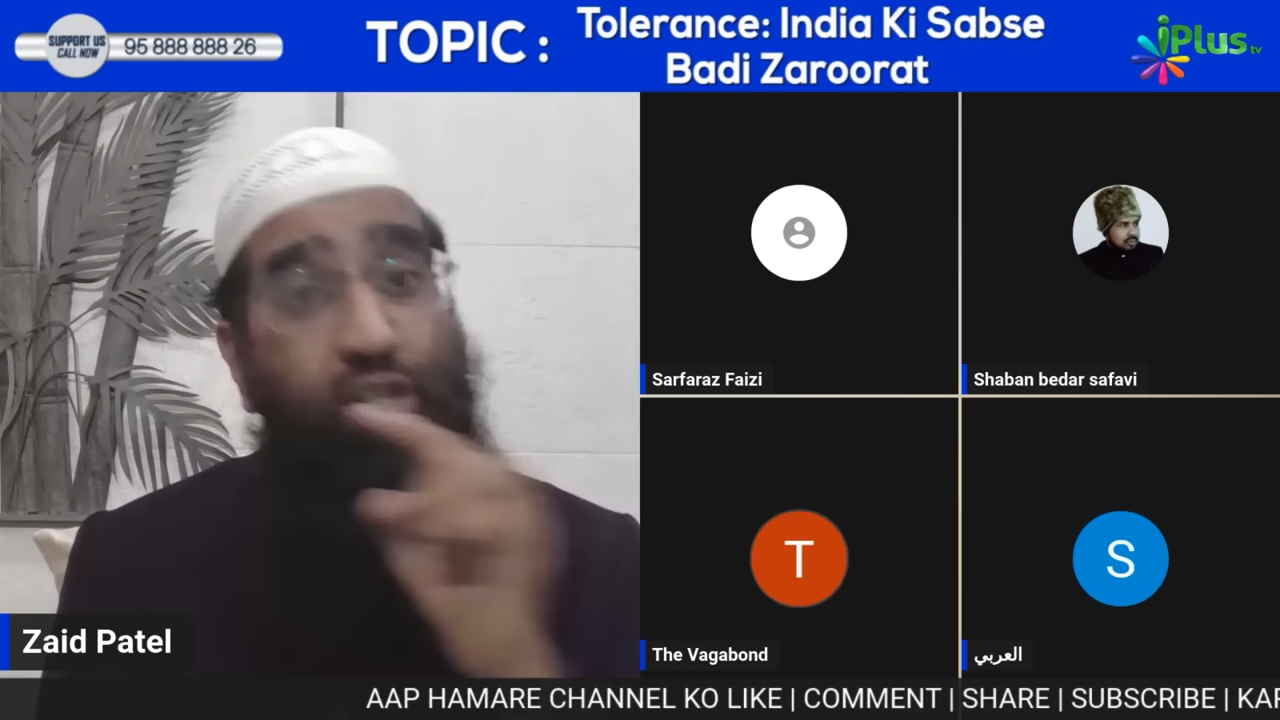 SUPPORT US
CALL NOW
95 888 888 26
TOPIC :
Tolerance: India Ki Sabse
Badi Zaroorat
iPlus tv
Sarfaraz Faizi
Shaban bedar safavi
T
S
Zaid Patel
The Vagabond
العربي
AAP HAMARE CHANNEL KO LIKE | COMMENT | SHARE | SUBSCRIBE |